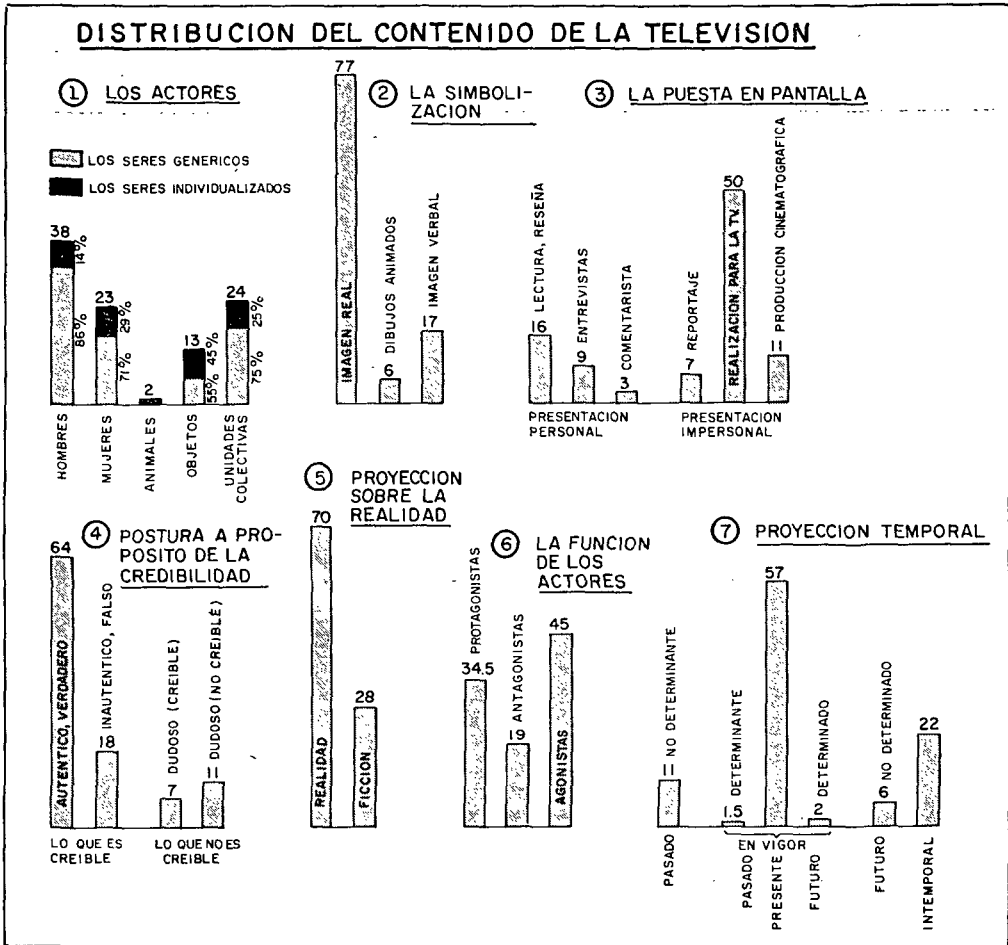 DISTRIBUCION DEL CONTENIDO DE LA TELEVISION
1 LOS ACTORES
LOS SERES GENERICOS
LOS SERES INDIVIDUALIZADOS
38
14%
86%
23
29%
71%
2
13
45%
55%
24
25%
75%
HOMBRES
MUJERES
ANIMALES
OBJETOS
UNIDADES
COLECTIVAS
2 LA SIMBOLI-
ZACION
77
IMAGEN REAL
6
DIBUJOS ANIMADOS
17
IMAGEN VERBAL
3 LA PUESTA EN PANTALLA
16
LECTURA, RESEÑA
9
ENTREVISTAS
3
COMENTARISTA
7
REPORTAJE
50
REALIZACION PARA LA TV.
11
PRODUCCION CINEMATOGRAFICA
PRESENTACION
PERSONAL
PRESENTACION
IMPERSONAL
4 POSTURA A PRO-
POSITO DE LA
CREDIBILIDAD
64
AUTENTICO, VERDADERO
18
INAUTENTICO, FALSO
7
DUDOSO (CREIBLE)
11
DUDOSO (NO CREIBLE)
LO QUE ES
CREIBLE
LO QUE NO ES
CREIBLE
5 PROYECCION
SOBRE LA
REALIDAD
70
REALIDAD
28
FICCION
6 LA FUNCION
DE LOS
ACTORES
34.5
PROTAGONISTAS
19
ANTAGONISTAS
45
AGONISTAS
7 PROYECCION TEMPORAL
11
NO DETERMINANTE
1.5
DETERMINANTE
57
2
DETERMINADO
6
NO DETERMINADO
22
EN VIGOR
PASADO
PASADO
PRESENTE
FUTURO
FUTURO
INTEMPORAL